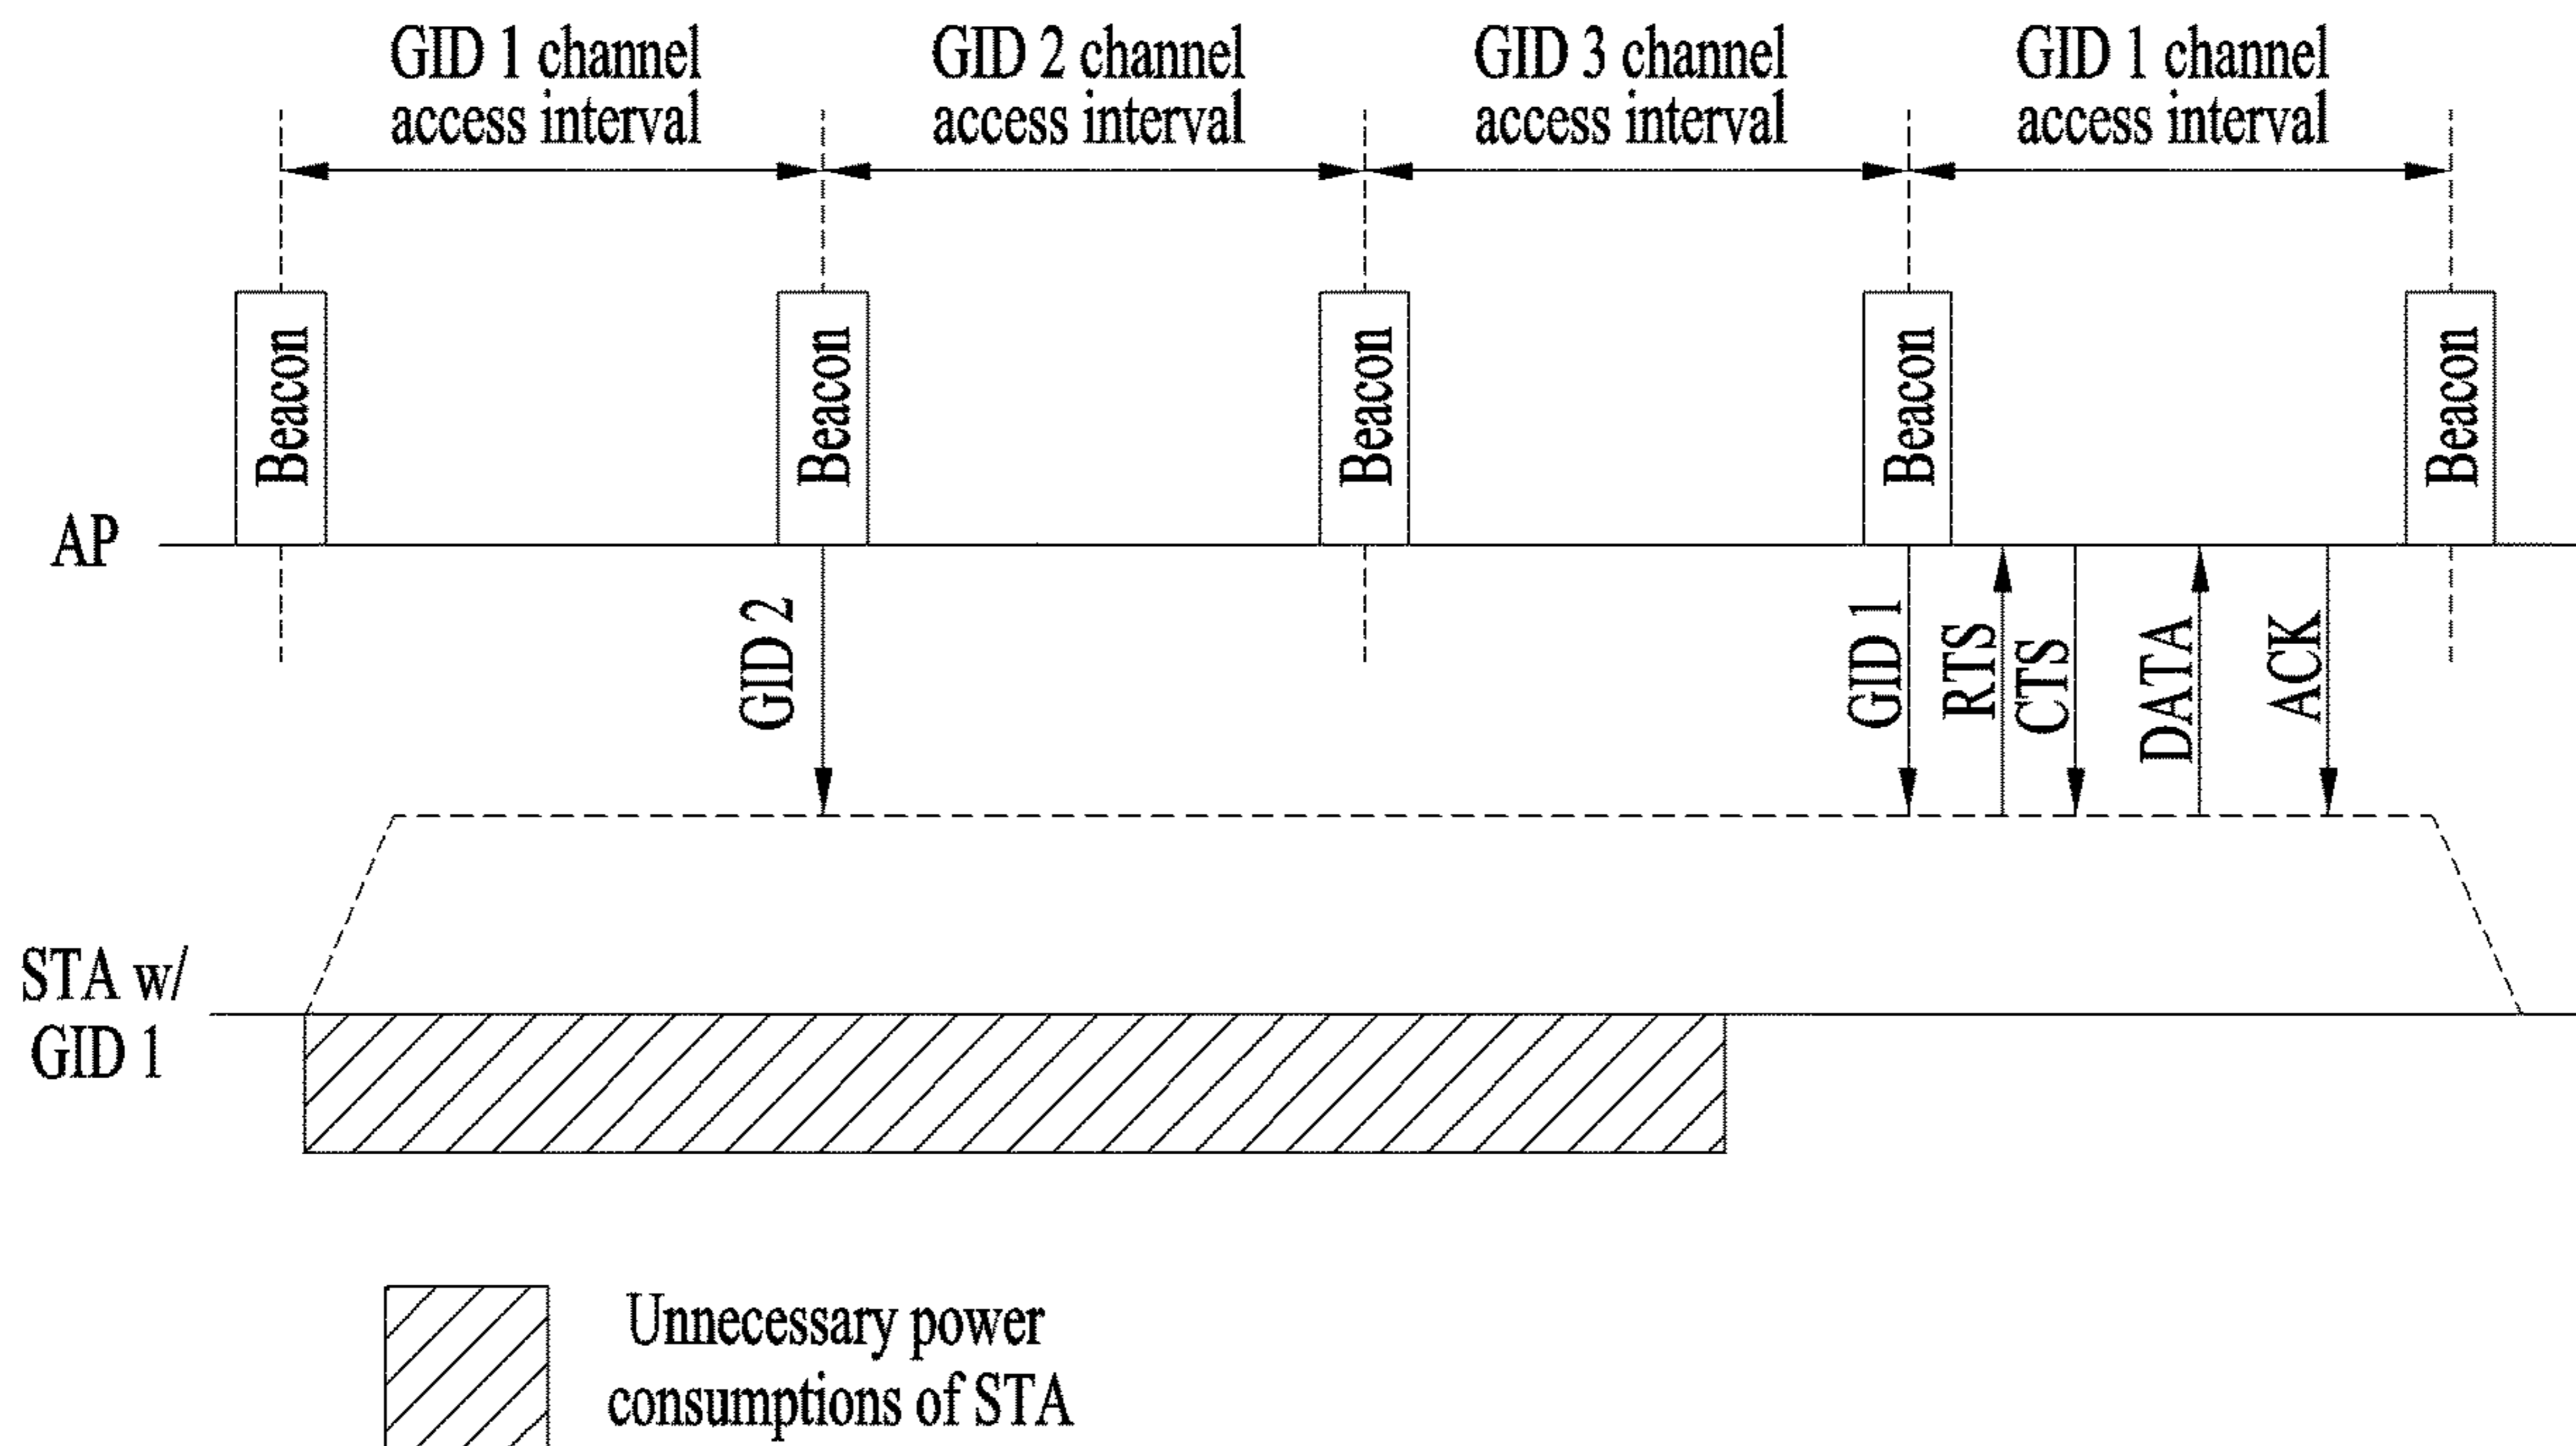 GID 1 channel
access interval
GID 2 channel
access interval
GID 3 channel
access interval
GID 1 channel
access interval
Beacon
Beacon
Beacon
Beacon
Beacon
AP
GID 2
GID 1
RTS
CTS
DATA
ACK
STA w/
GID 1
Unnecessary power
consumptions of STA